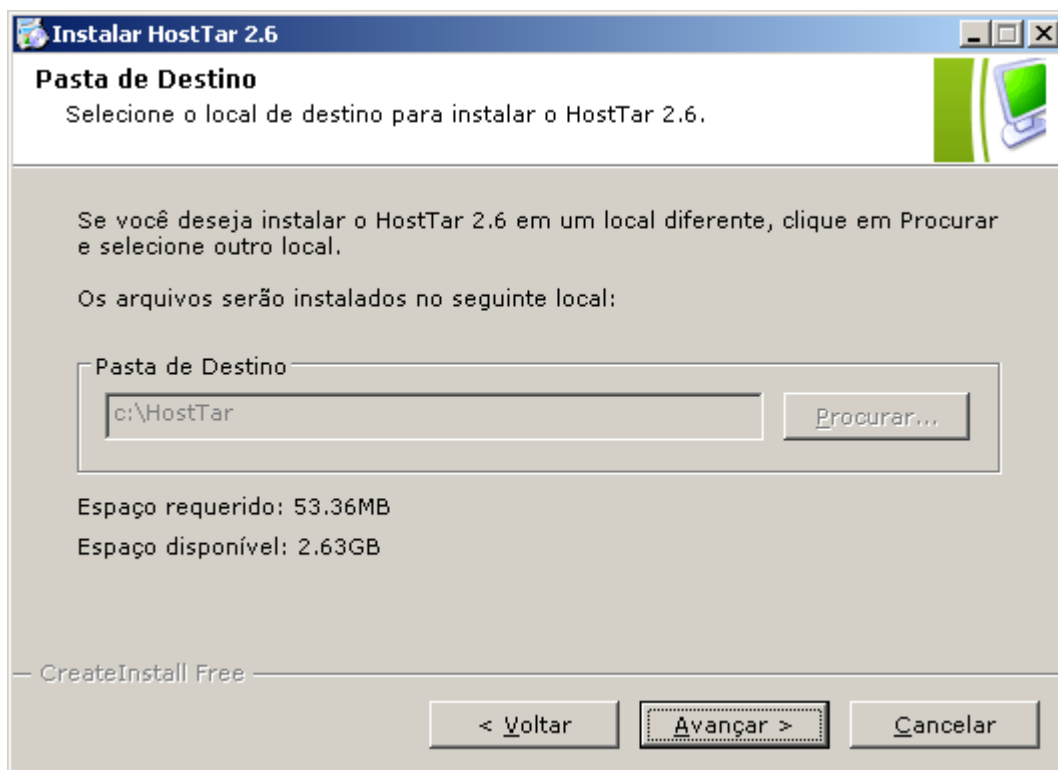 Instalar HostTar 2.6
Pasta de Destino
Selecione o local de destino para instalar o HostTar 2.6.
Se você deseja instalar o HostTar 2.6 em um local diferente, clique em Procurar
e selecione outro local.
Os arquivos serão instalados no seguinte local:
Pasta de Destino
c:\HostTar
Procurar...
Espaço requerido: 53.36MB
Espaço disponível: 2.63GB
CreateInstall Free
< Voltar
Avançar >
Cancelar